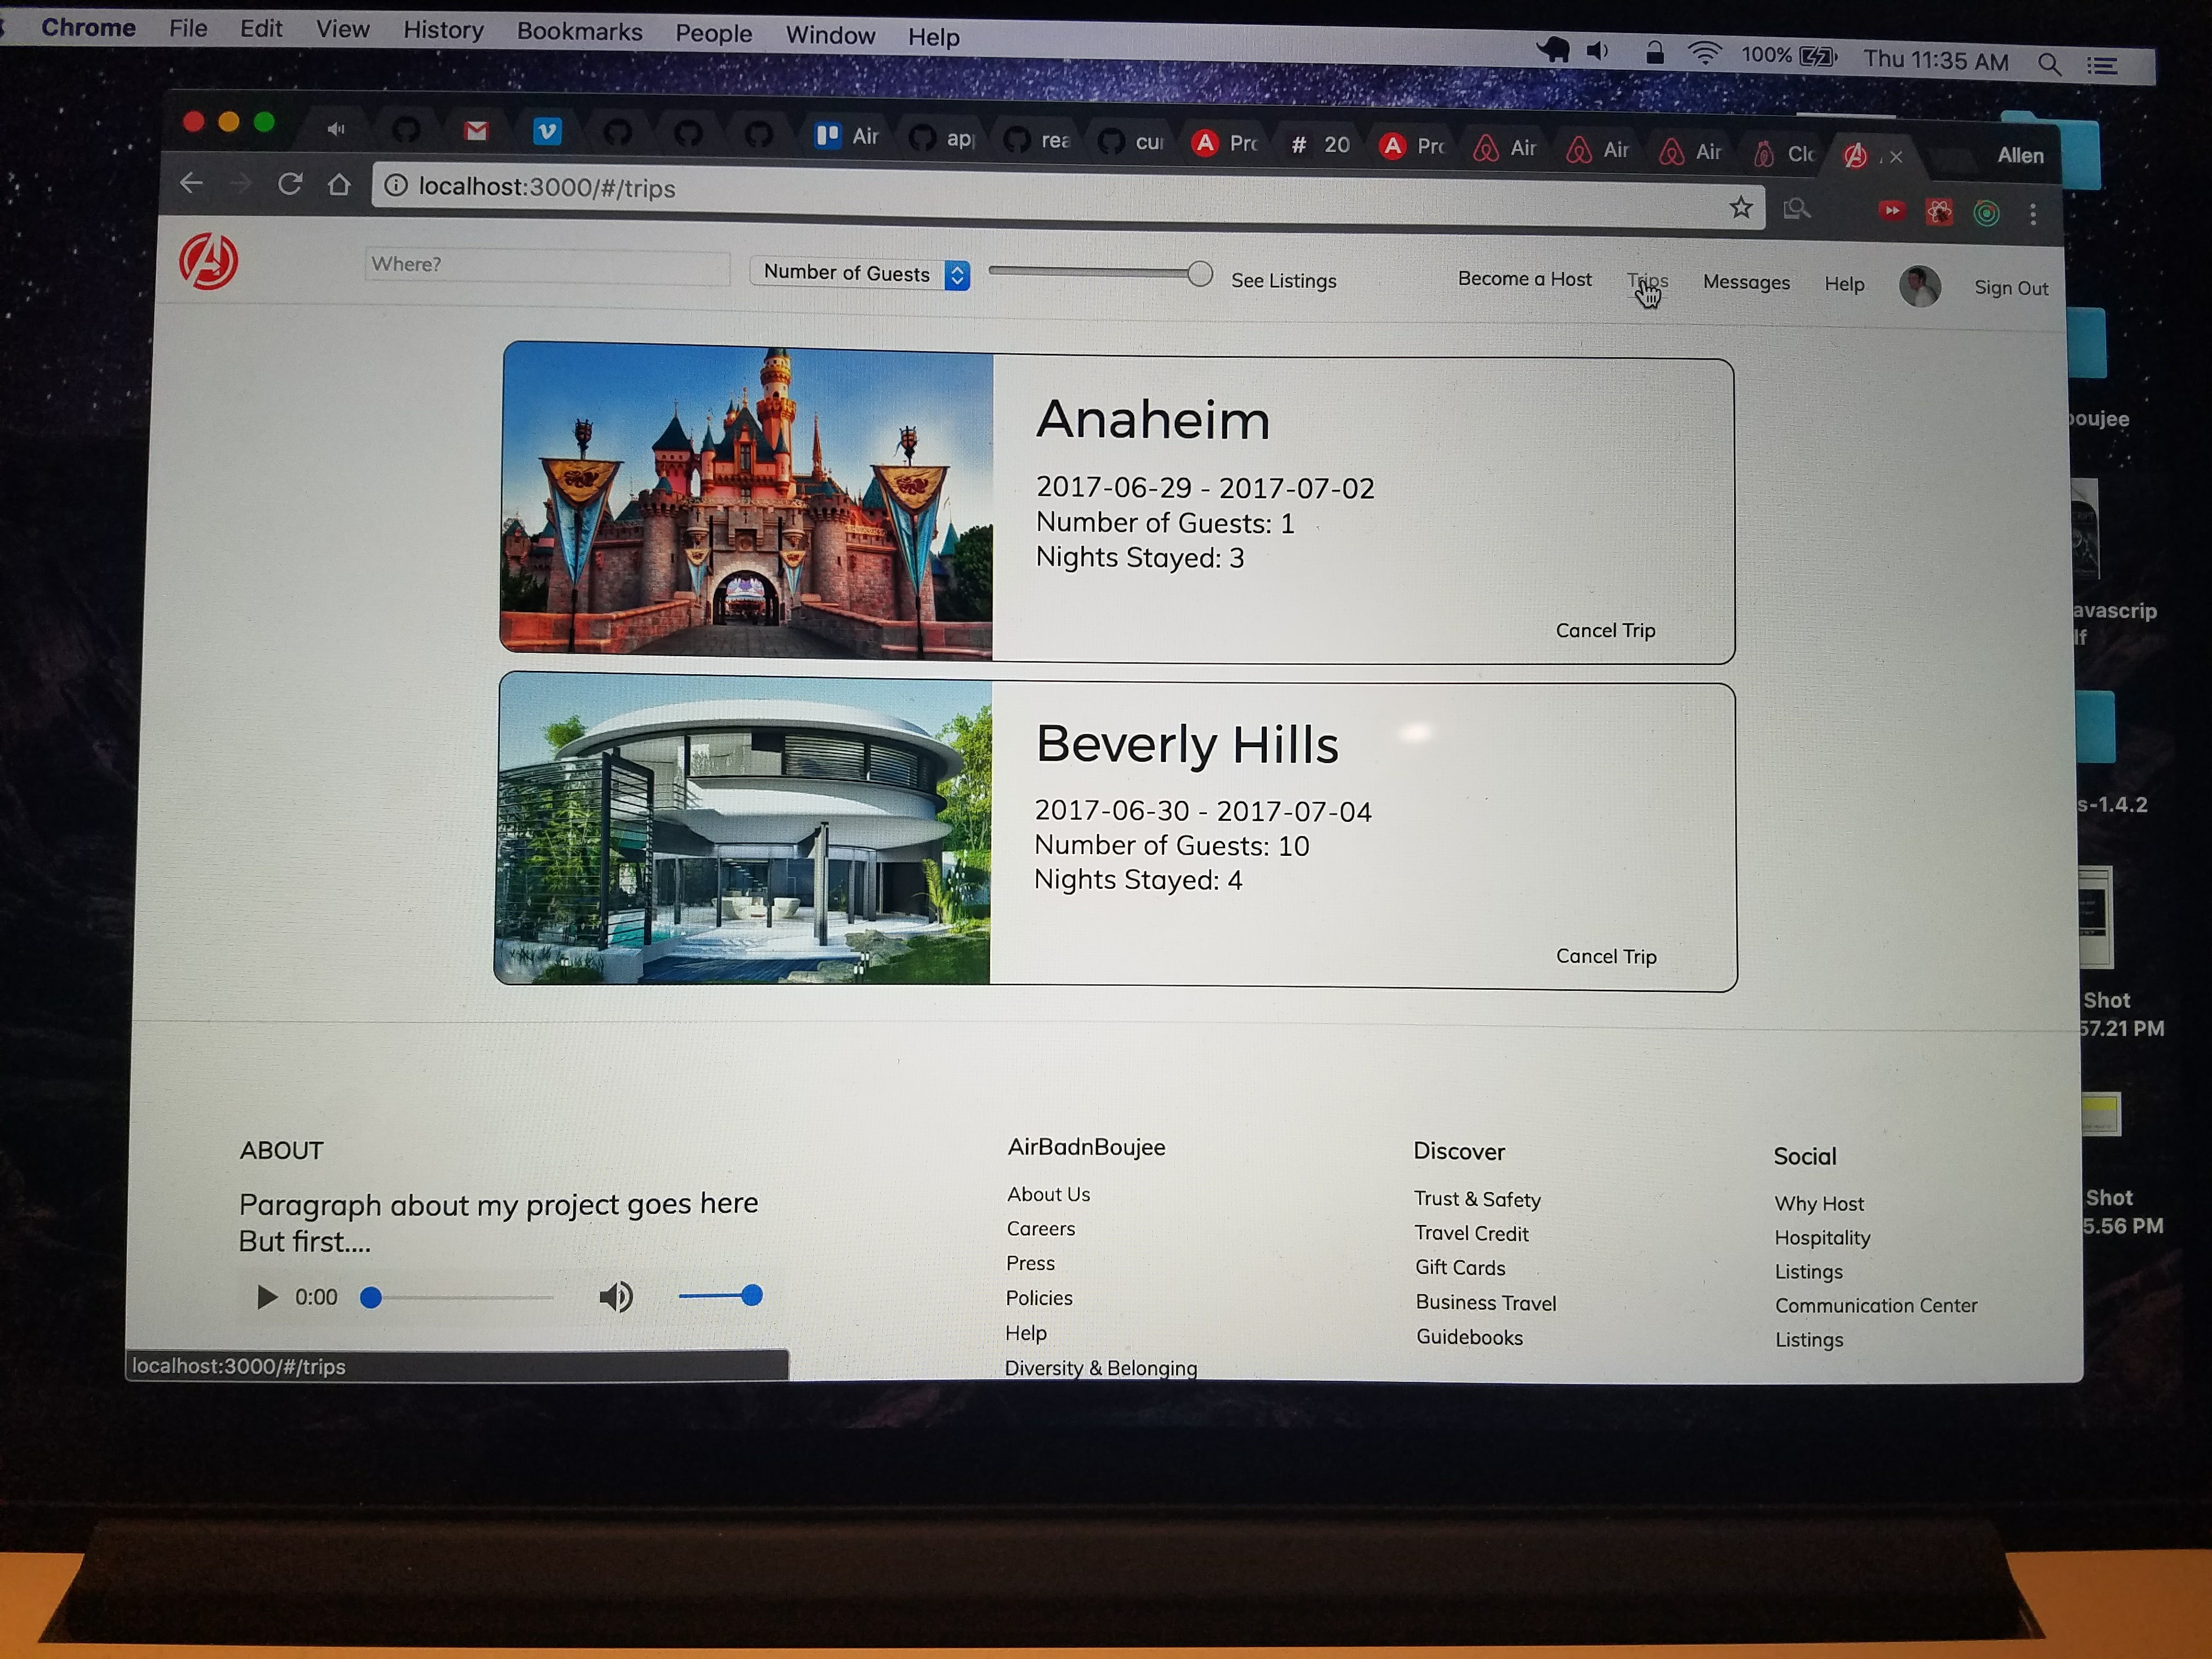 Chrome File Edit View History Bookmarks People Window Help 100% Thu 11:35 AM
Air ap rea cur Pro # 20 Pro Air Air Air Clo Allen
localhost:3000/#/trips
Where? Number of Guests See Listings Become a Host Trips Messages Help Sign Out
Anaheim
2017-06-29 - 2017-07-02
Number of Guests: 1
Nights Stayed: 3
Cancel Trip
Beverly Hills
2017-06-30 - 2017-07-04
Number of Guests: 10
Nights Stayed: 4
Cancel Trip
ABOUT
Paragraph about my project goes here
But first....
0:00
AirBadnBoujee
About Us
Careers
Press
Policies
Help
Diversity & Belonging
Discover
Trust & Safety
Travel Credit
Gift Cards
Business Travel
Guidebooks
Social
Why Host
Hospitality
Listings
Communication Center
Listings
localhost:3000/#/trips
boujee
avascrip
lf
s-1.4.2
Shot
57.21 PM
Shot
5.56 PM